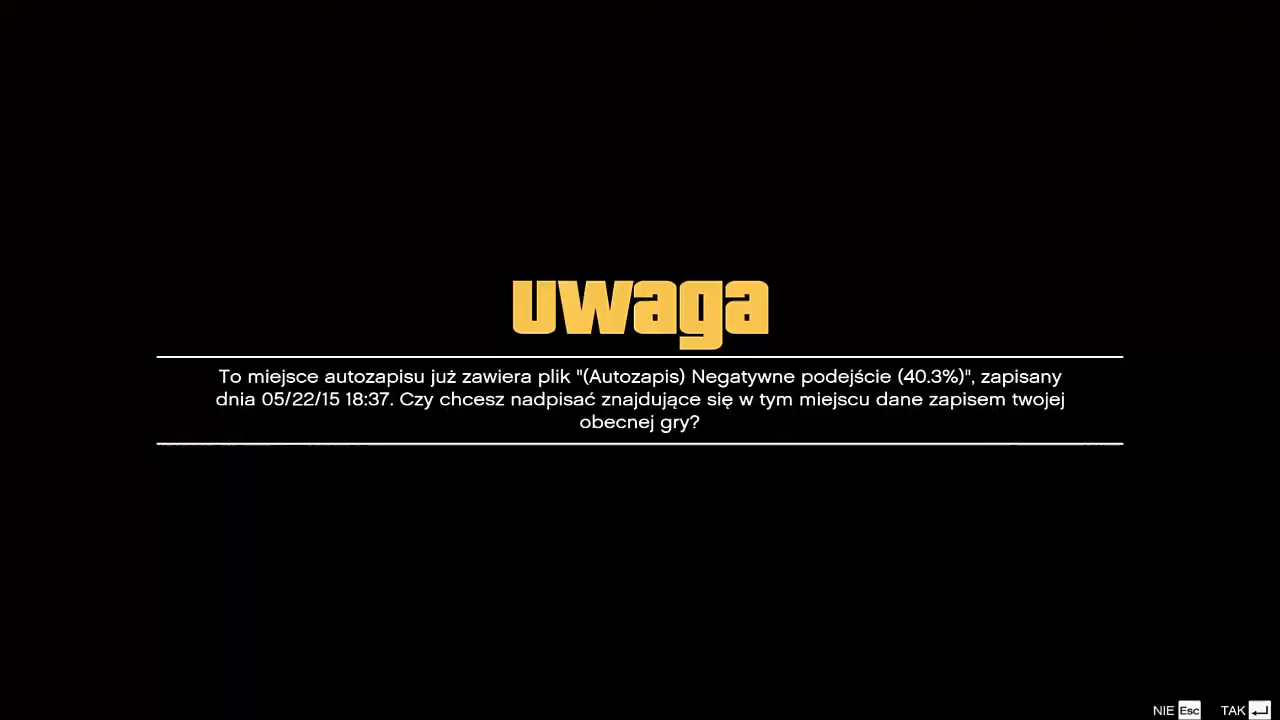 uwaga
To miejsce autozapisu już zawiera plik "(Autozapis) Negatywne podejście (40.3%)", zapisany
dnia 05/22/15 18:37. Czy chcesz nadpisać znajdujące się w tym miejscu dane zapisem twojej
obecnej gry?
NIE Esc TAK